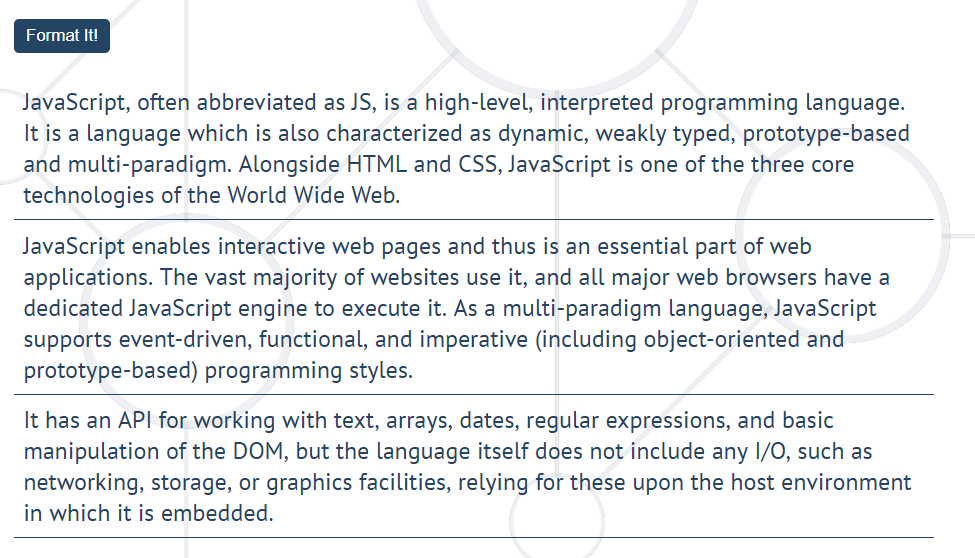 Format It!
JavaScript, often abbreviated as JS, is a high-level, interpreted programming language.
It is a language which is also characterized as dynamic, weakly typed, prototype-based
and multi-paradigm. Alongside HTML and CSS, JavaScript is one of the three core
technologies of the World Wide Web.
JavaScript enables interactive web pages and thus is an essential part of web
applications. The vast majority of websites use it, and all major web browsers have a
dedicated JavaScript engine to execute it. As a multi-paradigm language, JavaScript
supports event-driven, functional, and imperative (including object-oriented and
prototype-based) programming styles.
It has an API for working with text, arrays, dates, regular expressions, and basic
manipulation of the DOM, but the language itself does not include any I/O, such as
networking, storage, or graphics facilities, relying for these upon the host environment
in which it is embedded.